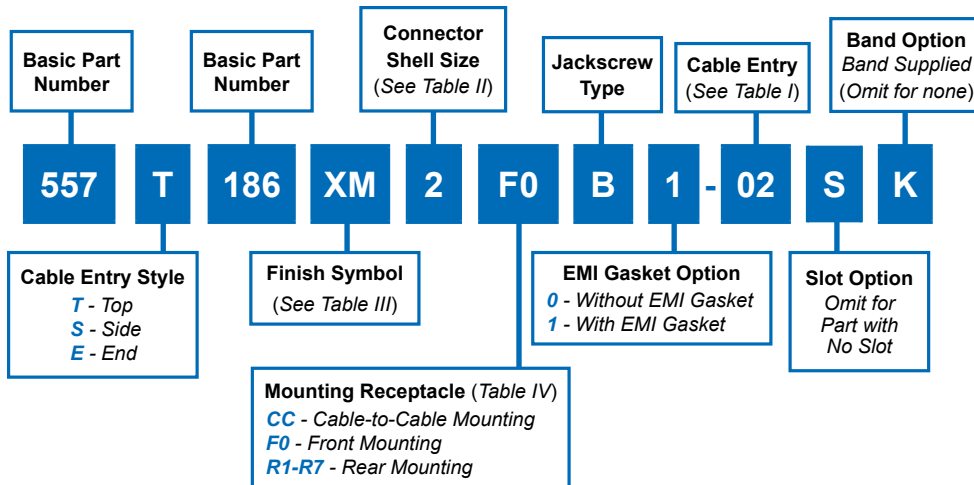 Basic Part
Number
Basic Part
Number
Connector
Shell Size
(See Table II)
Jackscrew
Type
Cable Entry
(See Table I)
Band Option
Band Supplied
(Omit for none)
557 T 186 XM 2 F0 B 1 - 02 S K
Cable Entry Style
T - Top
S - Side
E - End
Finish Symbol
(See Table III)
EMI Gasket Option
0 - Without EMI Gasket
1 - With EMI Gasket
Slot Option
Omit for
Part with
No Slot
Mounting Receptacle (Table IV)
CC - Cable-to-Cable Mounting
F0 - Front Mounting
R1-R7 - Rear Mounting